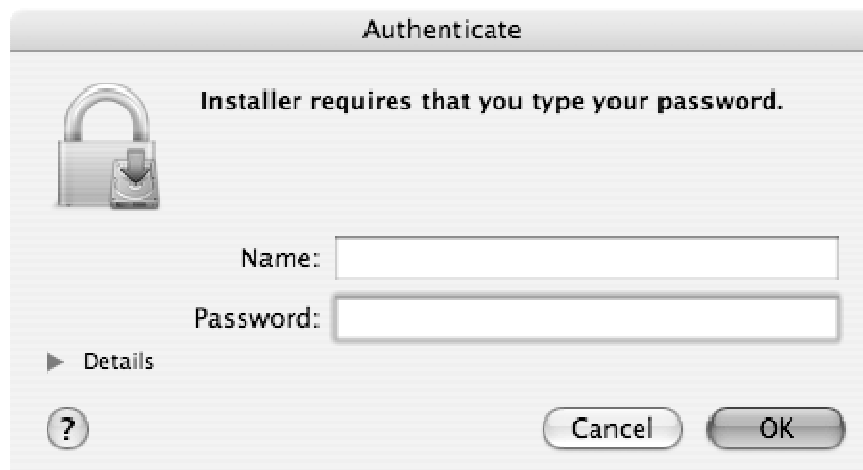 Authenticate
Installer requires that you type your password.
Name:
Password:
Details
?
Cancel
OK